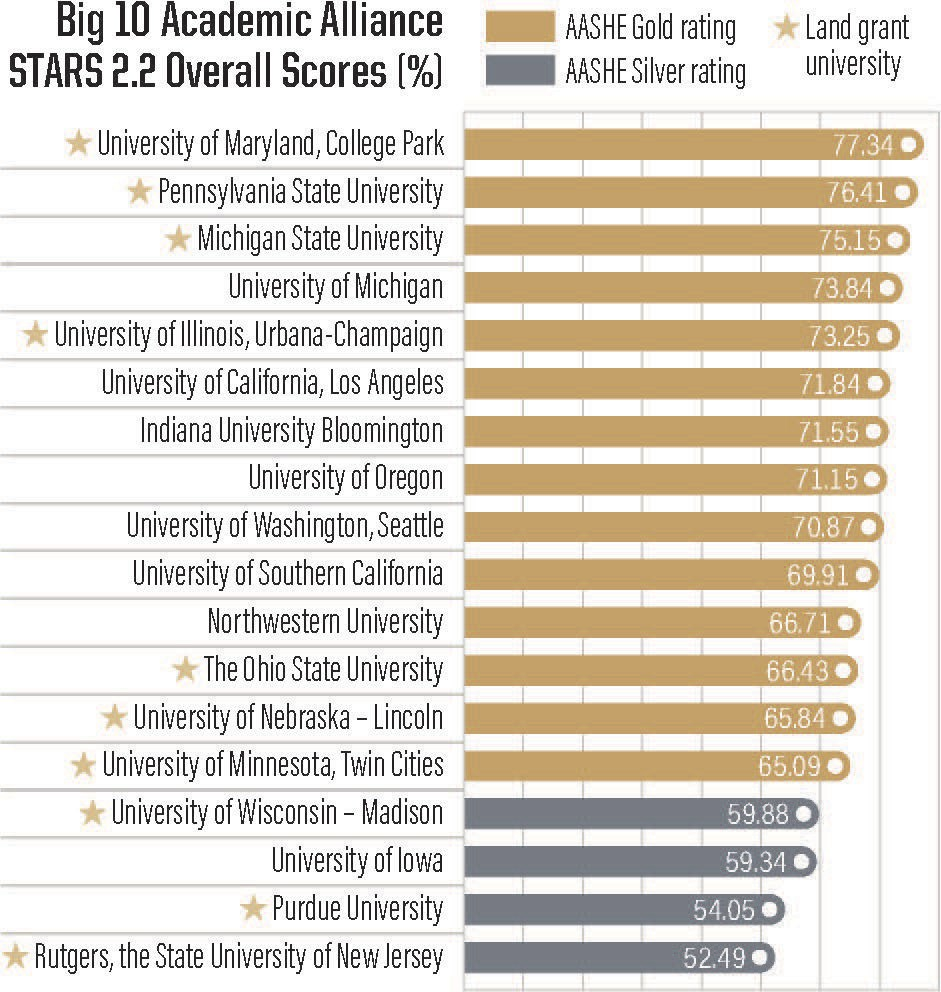 Big 10 Academic Alliance
STARS 2.2 Overall Scores (%)
AASHE Gold rating
AASHE Silver rating
Land grant
university
University of Maryland, College Park 77.34
Pennsylvania State University 76.41
Michigan State University 75.15
University of Michigan 73.84
University of Illinois, Urbana-Champaign 73.25
University of California, Los Angeles 71.84
Indiana University Bloomington 71.55
University of Oregon 71.15
University of Washington, Seattle 70.87
University of Southern California 69.91
Northwestern University 66.71
The Ohio State University 66.43
University of Nebraska – Lincoln 65.84
University of Minnesota, Twin Cities 65.09
University of Wisconsin – Madison 59.88
University of Iowa 59.34
Purdue University 54.05
Rutgers, the State University of New Jersey 52.49